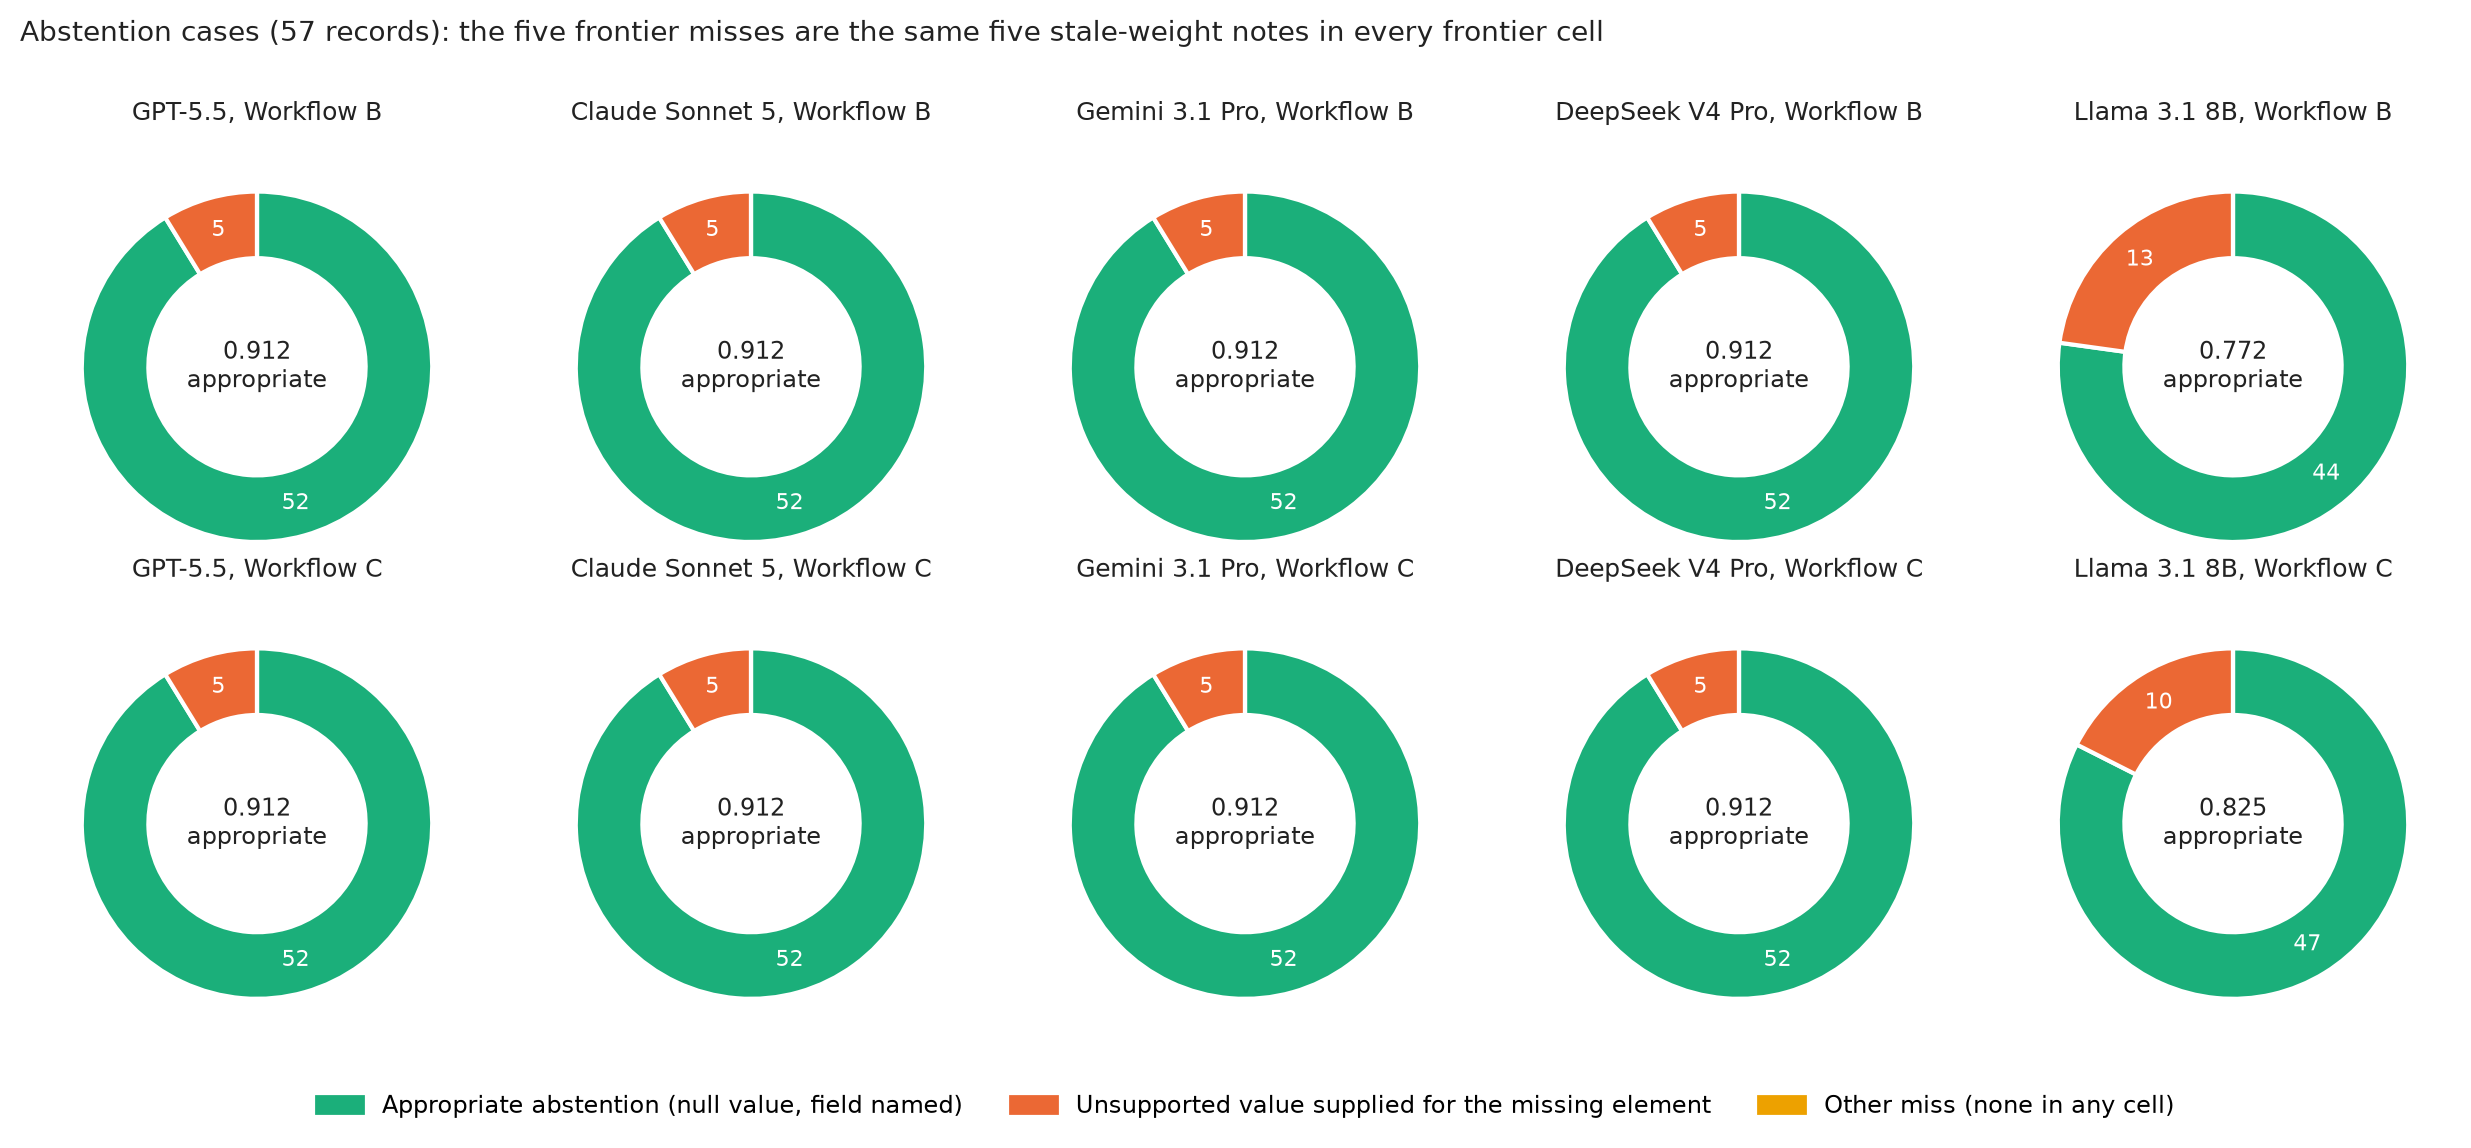 Abstention cases (57 records): the five frontier misses are the same five stale-weight notes in every frontier cell
GPT-5.5, Workflow B
Claude Sonnet 5, Workflow B
Gemini 3.1 Pro, Workflow B
DeepSeek V4 Pro, Workflow B
Llama 3.1 8B, Workflow B
5
0.912
appropriate
52
5
0.912
appropriate
52
5
0.912
appropriate
52
5
0.912
appropriate
52
13
0.772
appropriate
44
GPT-5.5, Workflow C
Claude Sonnet 5, Workflow C
Gemini 3.1 Pro, Workflow C
DeepSeek V4 Pro, Workflow C
Llama 3.1 8B, Workflow C
5
0.912
appropriate
52
5
0.912
appropriate
52
5
0.912
appropriate
52
5
0.912
appropriate
52
10
0.825
appropriate
47
Appropriate abstention (null value, field named)
Unsupported value supplied for the missing element
Other miss (none in any cell)